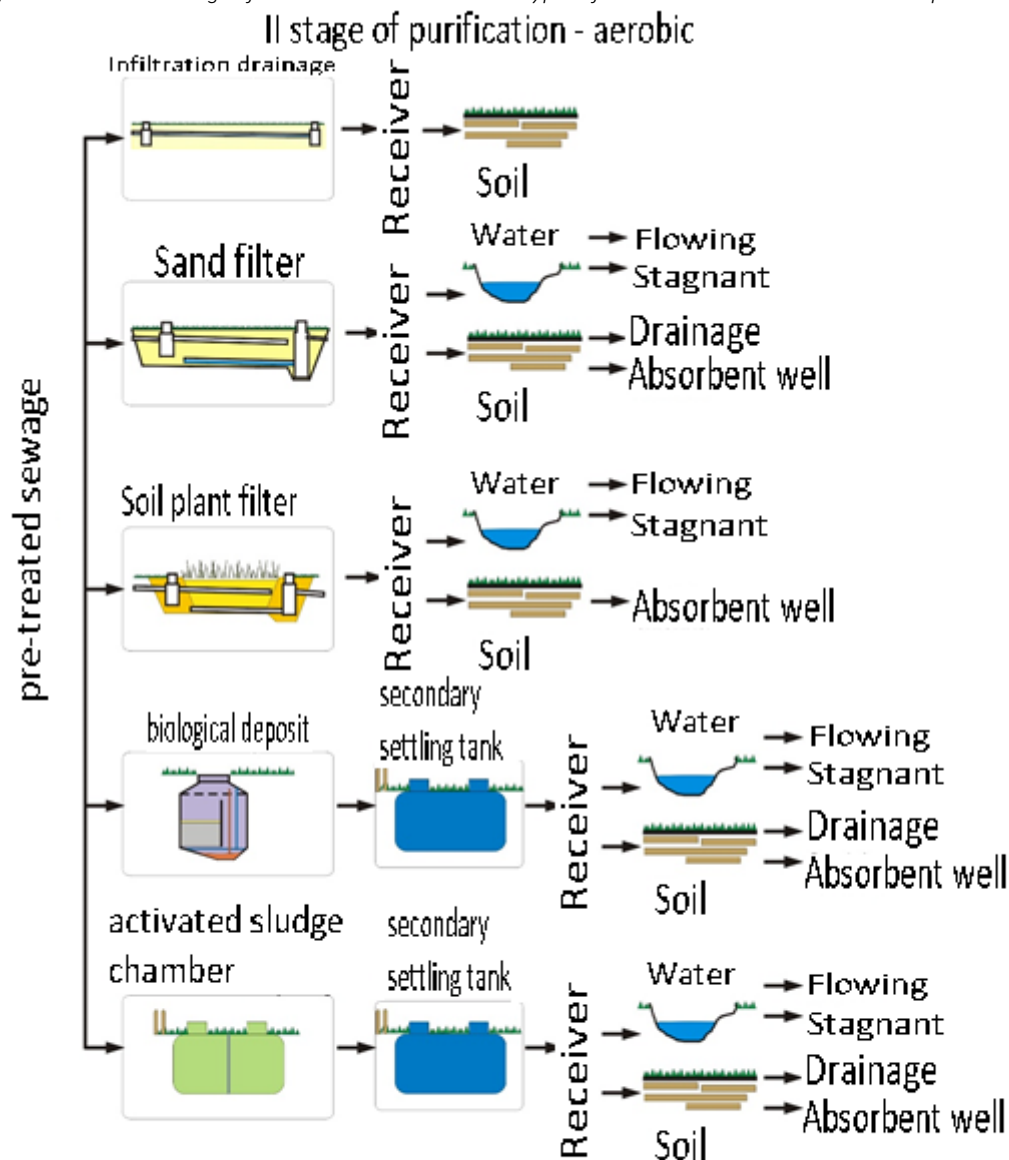 II stage of purification - aerobic
pre-treated sewage
Infiltration drainage
Receiver
Soil
Sand filter
Receiver
Water
Flowing
Stagnant
Drainage
Absorbent well
Soil
Soil plant filter
Receiver
Water
Flowing
Stagnant
Absorbent well
Soil
biological deposit
secondary
settling tank
Receiver
Water
Flowing
Stagnant
Drainage
Absorbent well
Soil
activated sludge
chamber
secondary
settling tank
Receiver
Water
Flowing
Stagnant
Drainage
Absorbent well
Soil